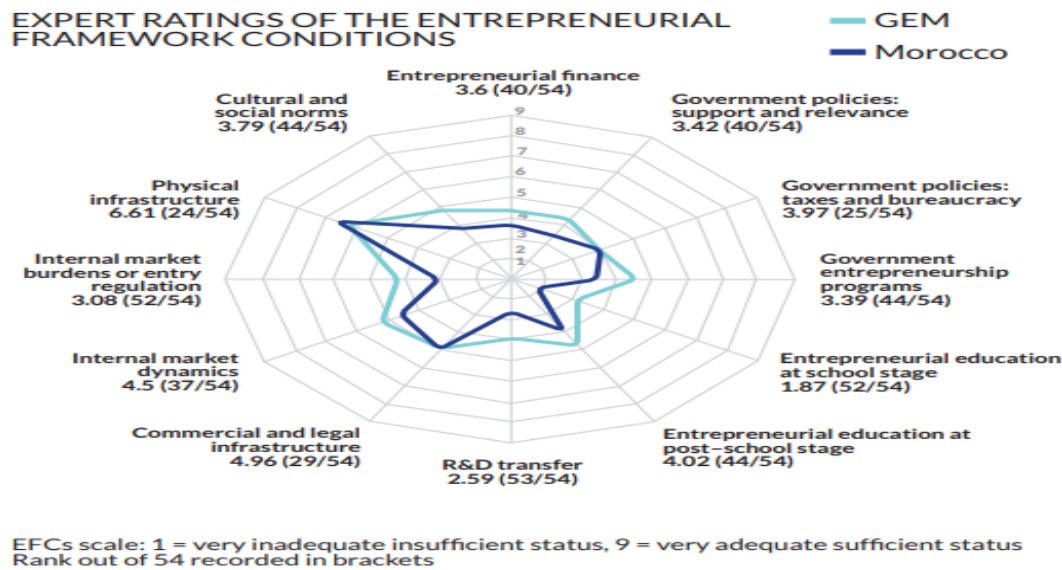 EXPERT RATINGS OF THE ENTREPRENEURIAL
FRAMEWORK CONDITIONS
GEM
Morocco
Entrepreneurial finance
3.6 (40/54)
Government policies:
support and relevance
3.42 (40/54)
Government policies:
taxes and bureaucracy
3.97 (25/54)
Government
entrepreneurship
programs
3.39 (44/54)
Entrepreneurial education
at school stage
1.87 (52/54)
Entrepreneurial education at
post–school stage
4.02 (44/54)
R&D transfer
2.59 (53/54)
Commercial and legal
infrastructure
4.96 (29/54)
Internal market
dynamics
4.5 (37/54)
Internal market
burdens or entry
regulation
3.08 (52/54)
Physical
infrastructure
6.61 (24/54)
Cultural and
social norms
3.79 (44/54)
9
8
7
6
5
4
3
2
1
EFCs scale: 1 = very inadequate insufficient status, 9 = very adequate sufficient status
Rank out of 54 recorded in brackets